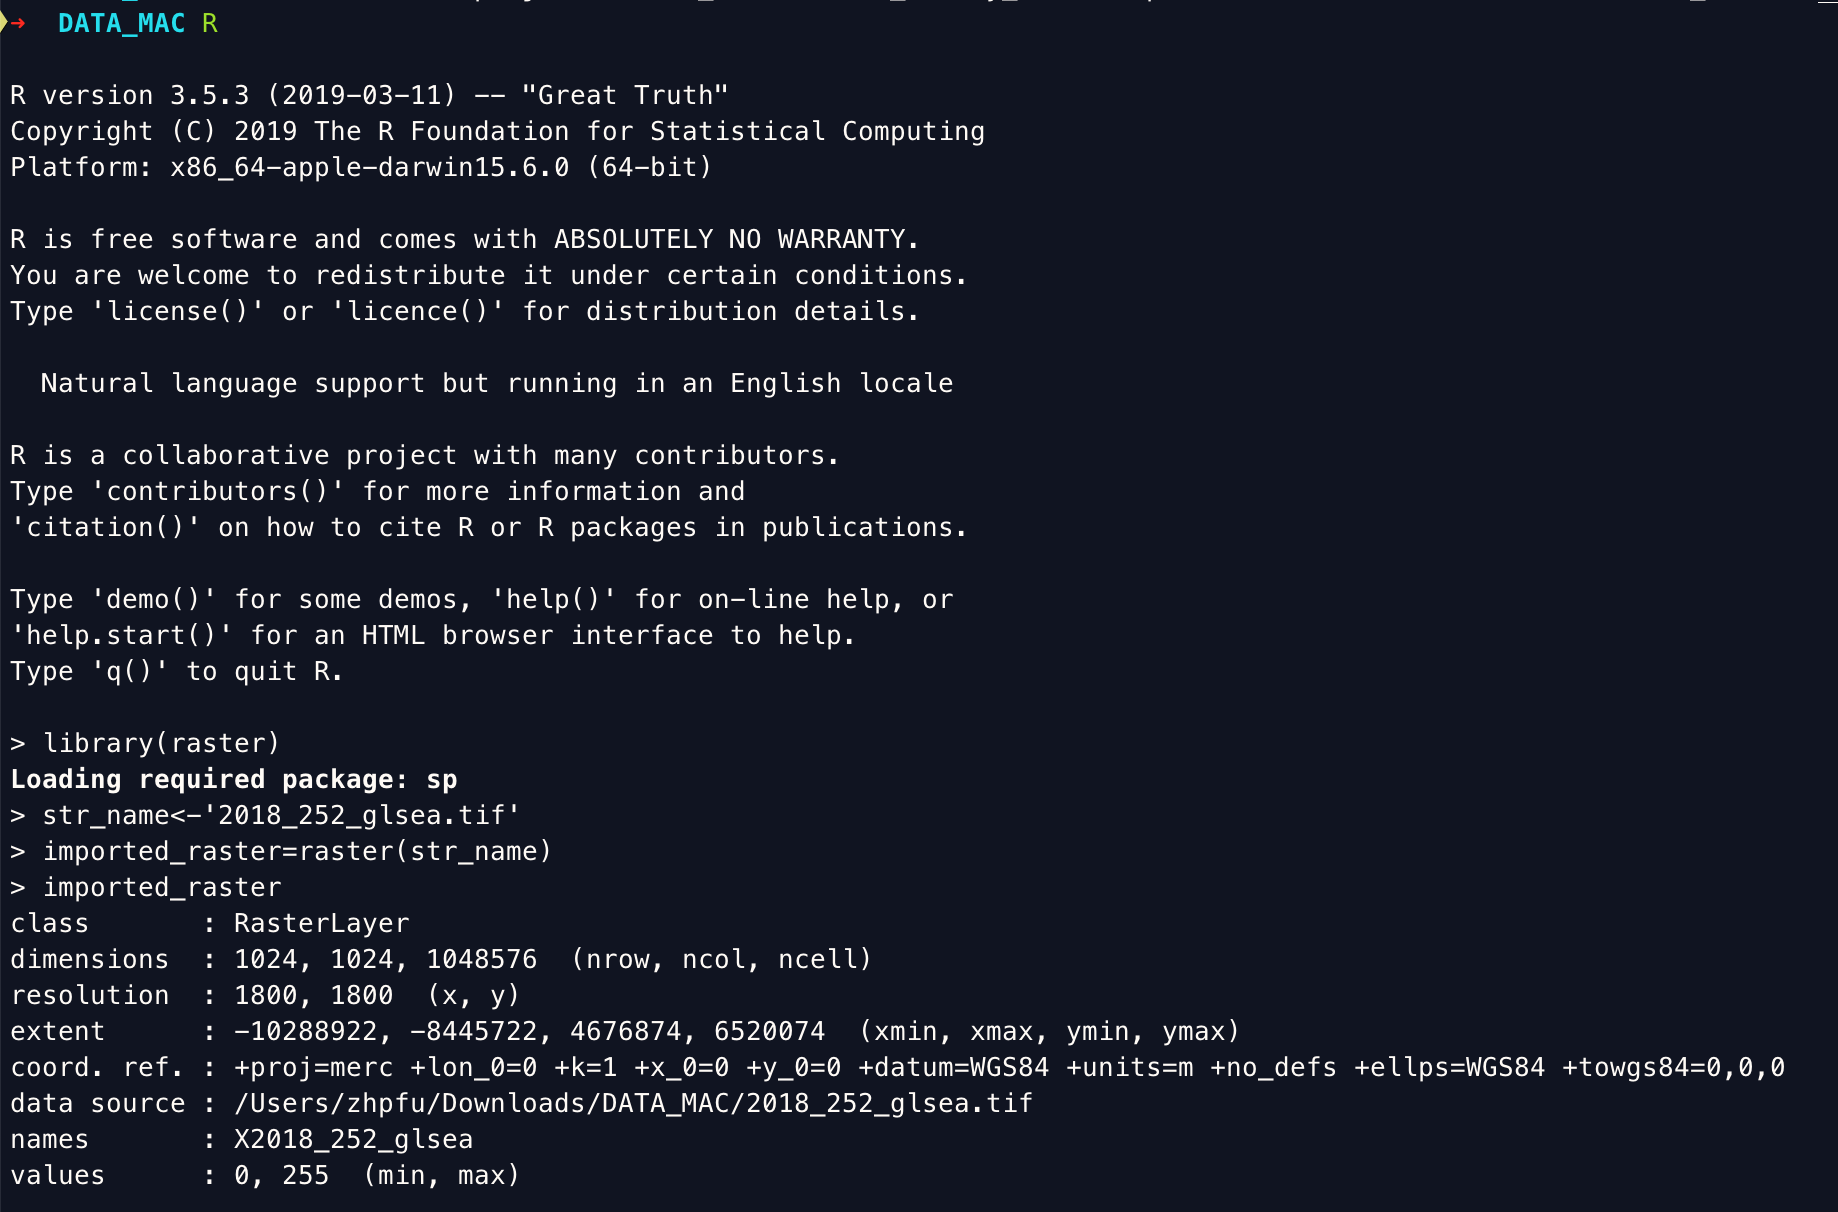 ➜  DATA_MAC R

R version 3.5.3 (2019-03-11) -- "Great Truth"
Copyright (C) 2019 The R Foundation for Statistical Computing
Platform: x86_64-apple-darwin15.6.0 (64-bit)

R is free software and comes with ABSOLUTELY NO WARRANTY.
You are welcome to redistribute it under certain conditions.
Type 'license()' or 'licence()' for distribution details.

  Natural language support but running in an English locale

R is a collaborative project with many contributors.
Type 'contributors()' for more information and
'citation()' on how to cite R or R packages in publications.

Type 'demo()' for some demos, 'help()' for on-line help, or
'help.start()' for an HTML browser interface to help.
Type 'q()' to quit R.

> library(raster)
Loading required package: sp
> str_name<-'2018_252_glsea.tif'
> imported_raster=raster(str_name)
> imported_raster
class       : RasterLayer
dimensions  : 1024, 1024, 1048576  (nrow, ncol, ncell)
resolution  : 1800, 1800  (x, y)
extent      : -10288922, -8445722, 4676874, 6520074  (xmin, xmax, ymin, ymax)
coord. ref. : +proj=merc +lon_0=0 +k=1 +x_0=0 +y_0=0 +datum=WGS84 +units=m +no_defs +ellps=WGS84 +towgs84=0,0,0
data source : /Users/zhpfu/Downloads/DATA_MAC/2018_252_glsea.tif
names       : X2018_252_glsea
values      : 0, 255  (min, max)